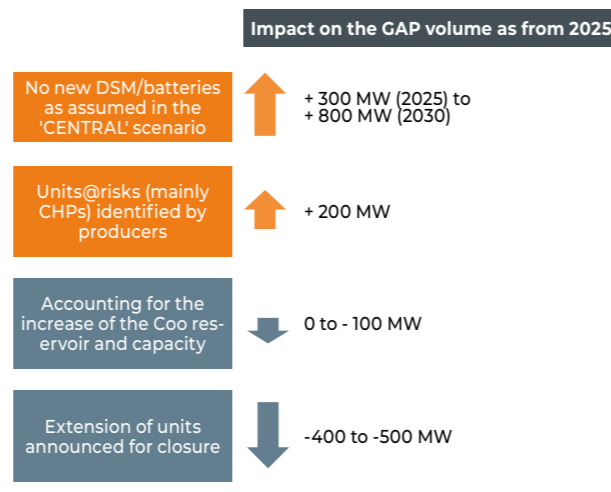 Impact on the GAP volume as from 2025
No new DSM/batteries
as assumed in the
'CENTRAL' scenario
+ 300 MW (2025) to
+ 800 MW (2030)
Units@risks (mainly
CHPs) identified by
producers
+ 200 MW
Accounting for the
increase of the Coo res-
ervoir and capacity
0 to - 100 MW
Extension of units
announced for closure
-400 to -500 MW